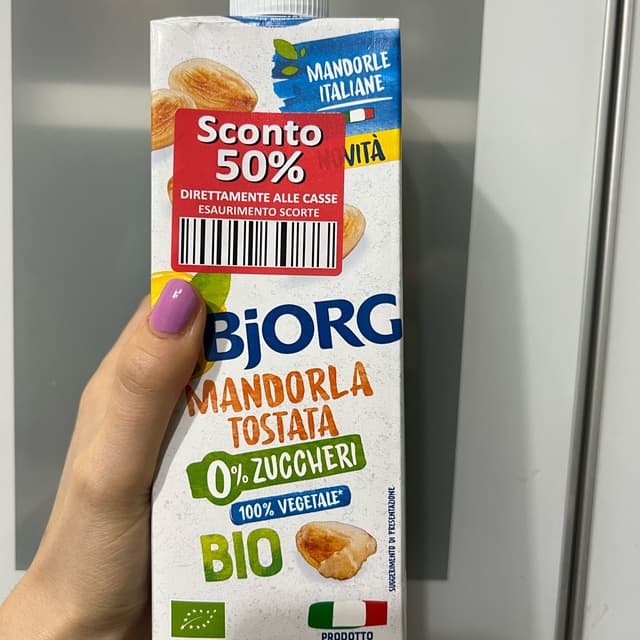 MANDORLE
ITALIANE
NOVITÀ
Sconto
50%
DIRETTAMENTE ALLE CASSE
ESAURIMENTO SCORTE
BjORG
MANDORLA
TOSTATA
0% ZUCCHERI
100% VEGETALE*
BIO
SUGGERIMENTO DI PRESENTAZIONE
PRODOTTO